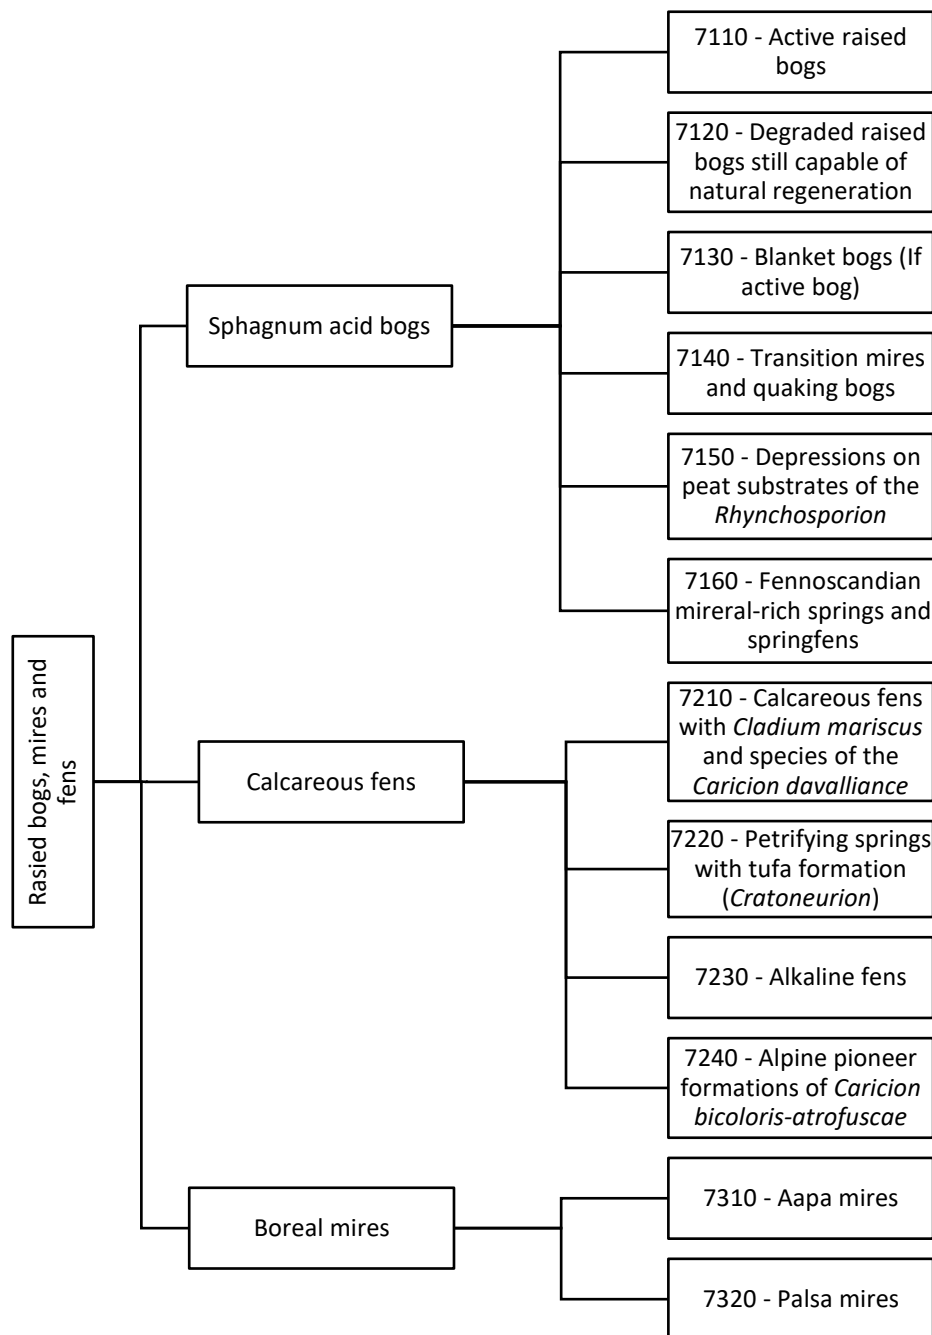 Rasied bogs, mires and
fens
Sphagnum acid bogs
7110 - Active raised
bogs
7120 - Degraded raised
bogs still capable of
natural regeneration
7130 - Blanket bogs (If
active bog)
7140 - Transition mires
and quaking bogs
7150 - Depressions on
peat substrates of the
Rhynchosporion
7160 - Fennoscandian
mireral-rich springs and
springfens
Calcareous fens
7210 - Calcareous fens
with Cladium mariscus
and species of the
Caricion davalliance
7220 - Petrifying springs
with tufa formation
(Cratoneurion)
7230 - Alkaline fens
7240 - Alpine pioneer
formations of Caricion
bicoloris-atrofuscae
Boreal mires
7310 - Aapa mires
7320 - Palsa mires